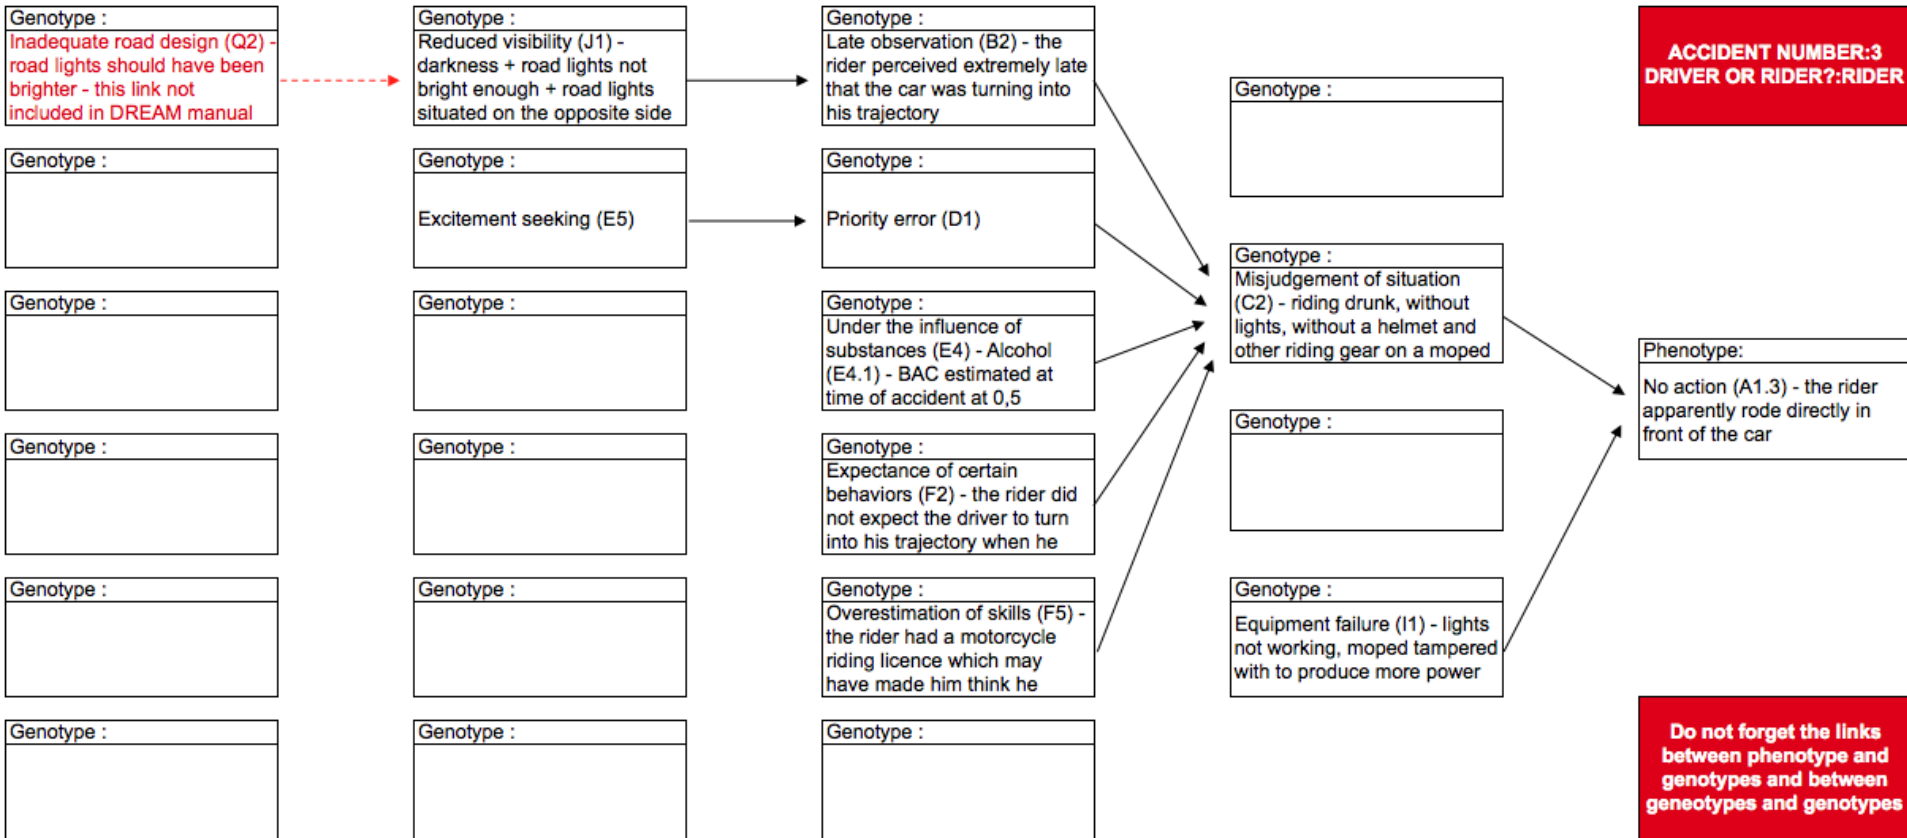 Genotype :
Inadequate road design (Q2) -
road lights should have been
brighter - this link not
included in DREAM manual
Genotype :
Reduced visibility (J1) -
darkness + road lights not
bright enough + road lights
situated on the opposite side
Genotype :
Late observation (B2) - the
rider perceived extremely late
that the car was turning into
his trajectory
Genotype :
ACCIDENT NUMBER:3
DRIVER OR RIDER?:RIDER
Genotype :
Genotype :
Excitement seeking (E5)
Genotype :
Priority error (D1)
Genotype :
Misjudgement of situation
(C2) - riding drunk, without
lights, without a helmet and
other riding gear on a moped
Genotype :
Genotype :
Genotype :
Under the influence of
substances (E4) - Alcohol
(E4.1) - BAC estimated at
time of accident at 0,5
Phenotype:
No action (A1.3) - the rider
apparently rode directly in
front of the car
Genotype :
Genotype :
Genotype :
Genotype :
Expectance of certain
behaviors (F2) - the rider did
not expect the driver to turn
into his trajectory when he
Genotype :
Genotype :
Genotype :
Overestimation of skills (F5) -
the rider had a motorcycle
riding licence which may
have made him think he
Genotype :
Equipment failure (I1) - lights
not working, moped tampered
with to produce more power
Genotype :
Genotype :
Genotype :
Do not forget the links
between phenotype and
genotypes and between
geneotypes and genotypes